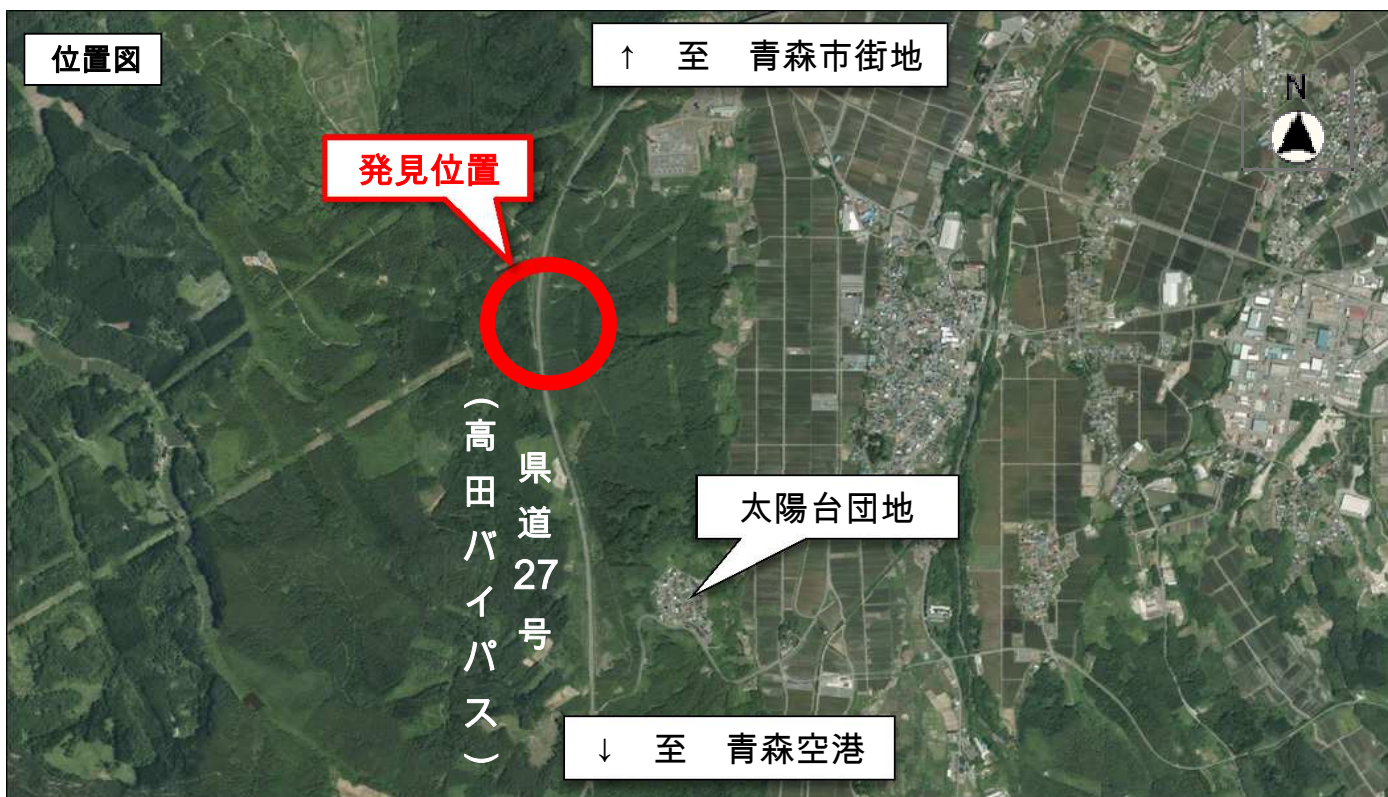 位置図
↑ 至 青森市街地
N
発見位置
県道27号
（高田バイパス）
太陽台団地
↓ 至 青森空港